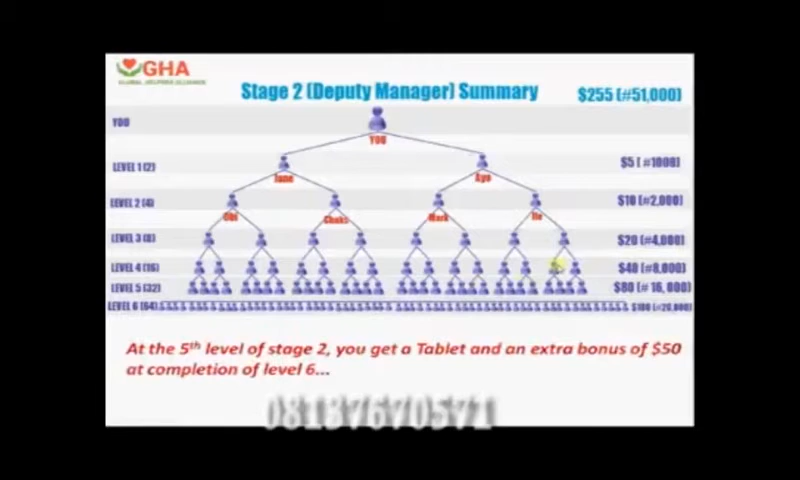 GHA
GLOBAL HELPERS ALLIANCE
Stage 2 (Deputy Manager) Summary
$255 (#51,000)
YOU
YOU
LEVEL 1 (2)
$5 ( #1000)
Jane
Ayo
LEVEL 2 (4)
$10 (#2,000)
Obi
Chuks
Mark
LEVEL 3 (8)
$20 (#4,000)
LEVEL 4 (16)
$40 (#8,000)
LEVEL 5 (32)
$80 (# 16, 000)
LEVEL 6 (64)
$100 (#20,000)
At the 5th level of stage 2, you get a Tablet and an extra bonus of $50
at completion of level 6...
08137670571